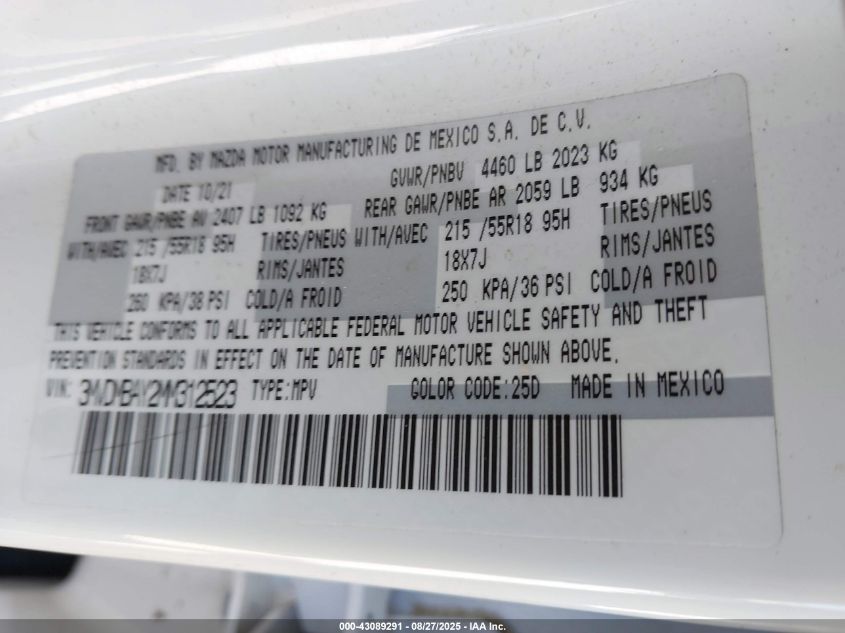 MFD. BY MAZDA MOTOR MANUFACTURING DE MEXICO S.A. DE C.V.
DATE 10/21 GVWR/PNBV 4460 LB 2023 KG
FRONT GAWR/PNBE AV 2407 LB 1092 KG REAR GAWR/PNBE AR 2059 LB 934 KG
WITH/AVEC 215 /55R18 95H TIRES/PNEUS WITH/AVEC 215 /55R18 95H TIRES/PNEUS
18X7J RIMS/JANTES 18X7J RIMS/JANTES
260 KPA/38 PSI COLD/A FROID 250 KPA/36 PSI COLD/A FROID
THIS VEHICLE CONFORMS TO ALL APPLICABLE FEDERAL MOTOR VEHICLE SAFETY AND THEFT
PREVENTION STANDARDS IN EFFECT ON THE DATE OF MANUFACTURE SHOWN ABOVE.
VIN: 3MVDMBAY2MM312523 TYPE:MPV COLOR CODE:25D MADE IN MEXICO
000-43089291 - 08/27/2025 - IAA Inc.